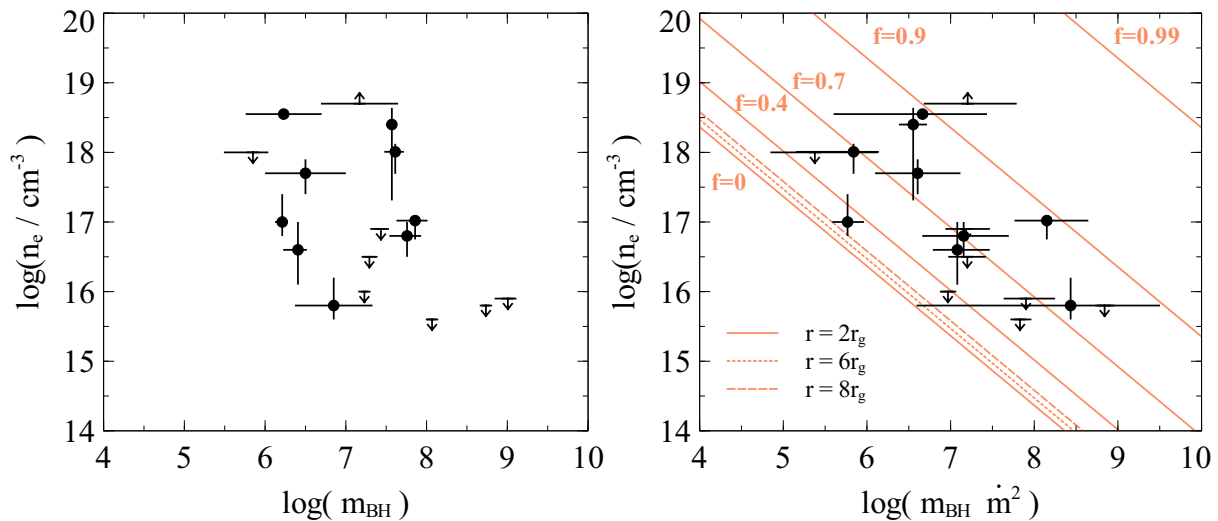 20
19
18
17
16
15
14
log(n_e / cm^-3)
4 5 6 7 8 9 10
log( m_BH )
20
19
18
17
16
15
14
log(n_e / cm^-3)
f=0.9
f=0.99
f=0.7
f=0.4
f=0
r = 2r_g
r = 6r_g
r = 8r_g
4 5 6 7 8 9 10
log( m_BH ṁ^2 )